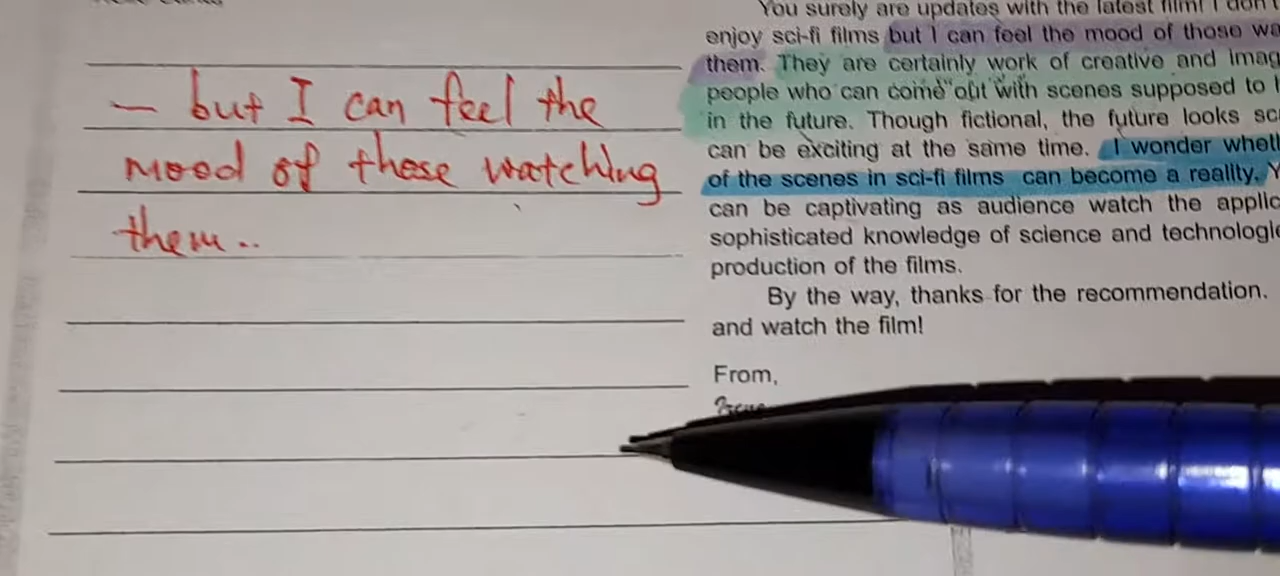 — but I can feel the
mood of those watching
them..
You surely are updates with the latest film! I don't
enjoy sci-fi films but I can feel the mood of those
them. They are certainly work of creative and
people who can come out with scenes supposed to
in the future. Though fictional, the future looks
can be exciting at the same time. I wonder
of the scenes in sci-fi films can become a reality.
can be captivating as audience watch the
sophisticated knowledge of science and
production of the films.
By the way, thanks for the recommendation.
and watch the film!
From,